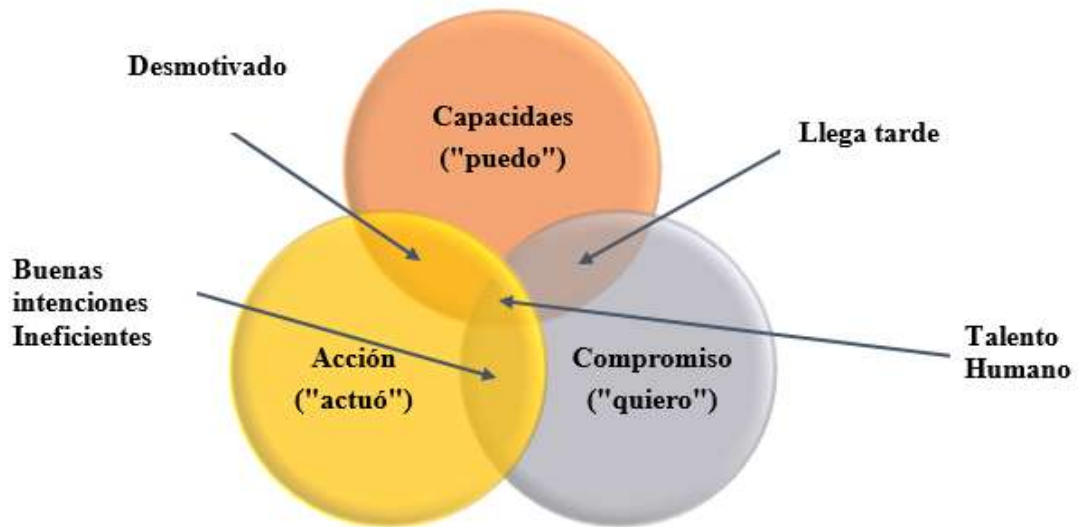 Desmotivado
Capacidaes
("puedo")
Llega tarde
Buenas
intenciones
Ineficientes
Acción
("actuó")
Compromiso
("quiero")
Talento
Humano